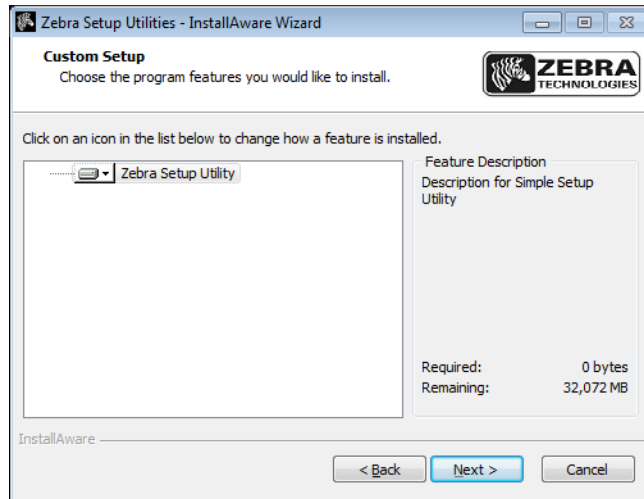 Zebra Setup Utilities - InstallAware Wizard
Custom Setup
Choose the program features you would like to install.
ZEBRA
TECHNOLOGIES
Click on an icon in the list below to change how a feature is installed.
Zebra Setup Utility
Feature Description
Description for Simple Setup
Utility
Required: 0 bytes
Remaining: 32,072 MB
InstallAware
< Back Next > Cancel